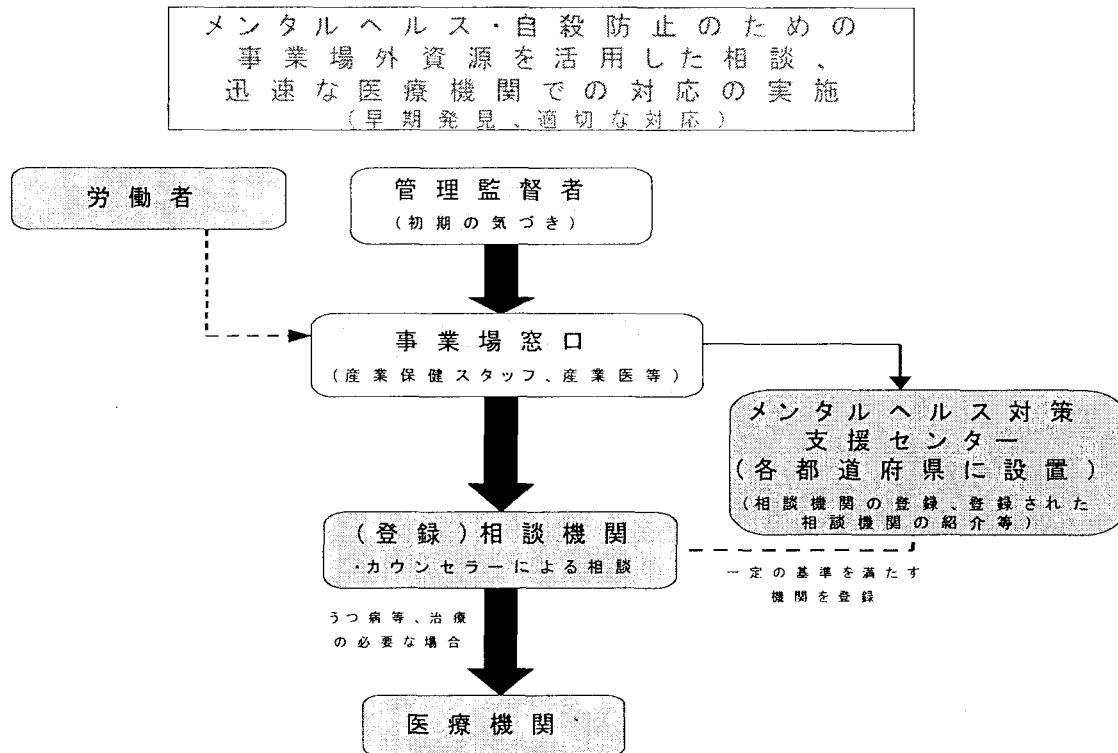 メンタルヘルス・自殺防止のための
事業場外資源を活用した相談、
迅速な医療機関での対応の実施
(早期発見、適切な対応)
労働者
管理監督者
(初期の気づき)
事業場窓口
(産業保健スタッフ、産業医等)
メンタルヘルス対策
支援センター
(各都道府県に設置)
(相談機関の登録、登録された
相談機関の紹介等)
(登録)相談機関
・カウンセラーによる相談
一定の基準を満たす
機関を登録
うつ病等、治療
の必要な場合
医療機関